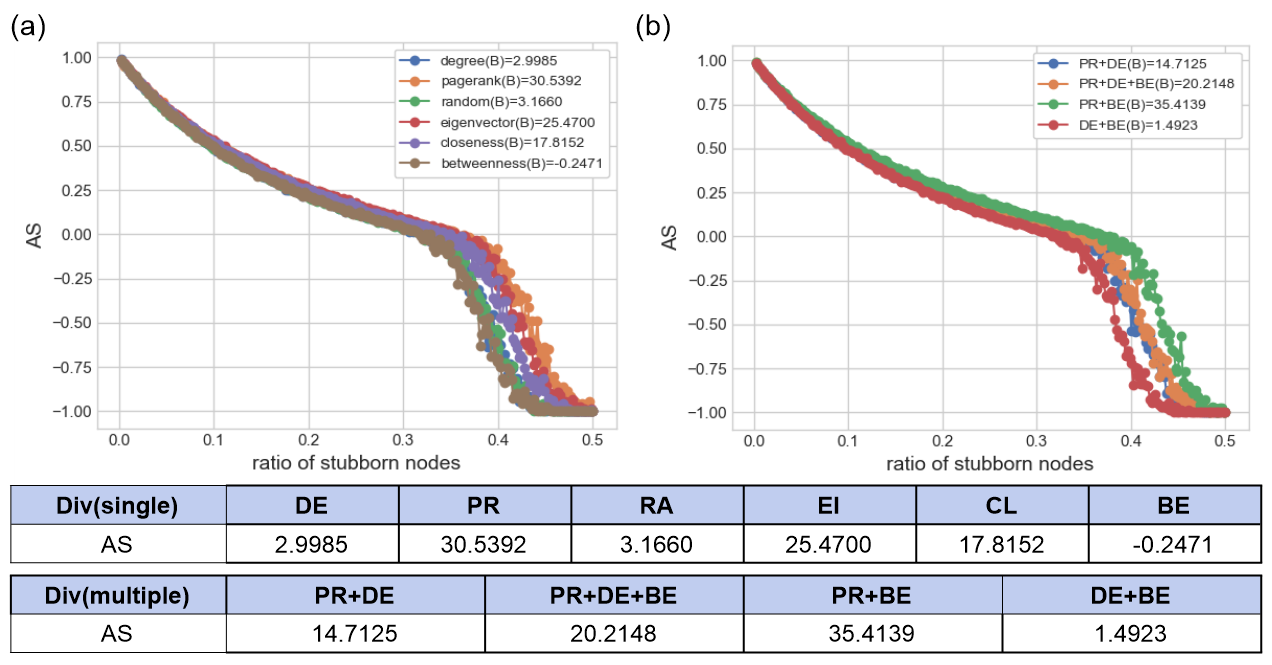 (a)
1.00
0.75
0.50
0.25
0.00
−0.25
−0.50
−0.75
−1.00
AS
0.0 0.1 0.2 0.3 0.4 0.5
ratio of stubborn nodes
degree(B)=2.9985
pagerank(B)=30.5392
random(B)=3.1660
eigenvector(B)=25.4700
closeness(B)=17.8152
betweenness(B)=-0.2471
(b)
1.00
0.75
0.50
0.25
0.00
−0.25
−0.50
−0.75
−1.00
AS
0.0 0.1 0.2 0.3 0.4 0.5
ratio of stubborn nodes
PR+DE(B)=14.7125
PR+DE+BE(B)=20.2148
PR+BE(B)=35.4139
DE+BE(B)=1.4923
Div(single) DE PR RA EI CL BE
AS 2.9985 30.5392 3.1660 25.4700 17.8152 -0.2471
Div(multiple) PR+DE PR+DE+BE PR+BE DE+BE
AS 14.7125 20.2148 35.4139 1.4923